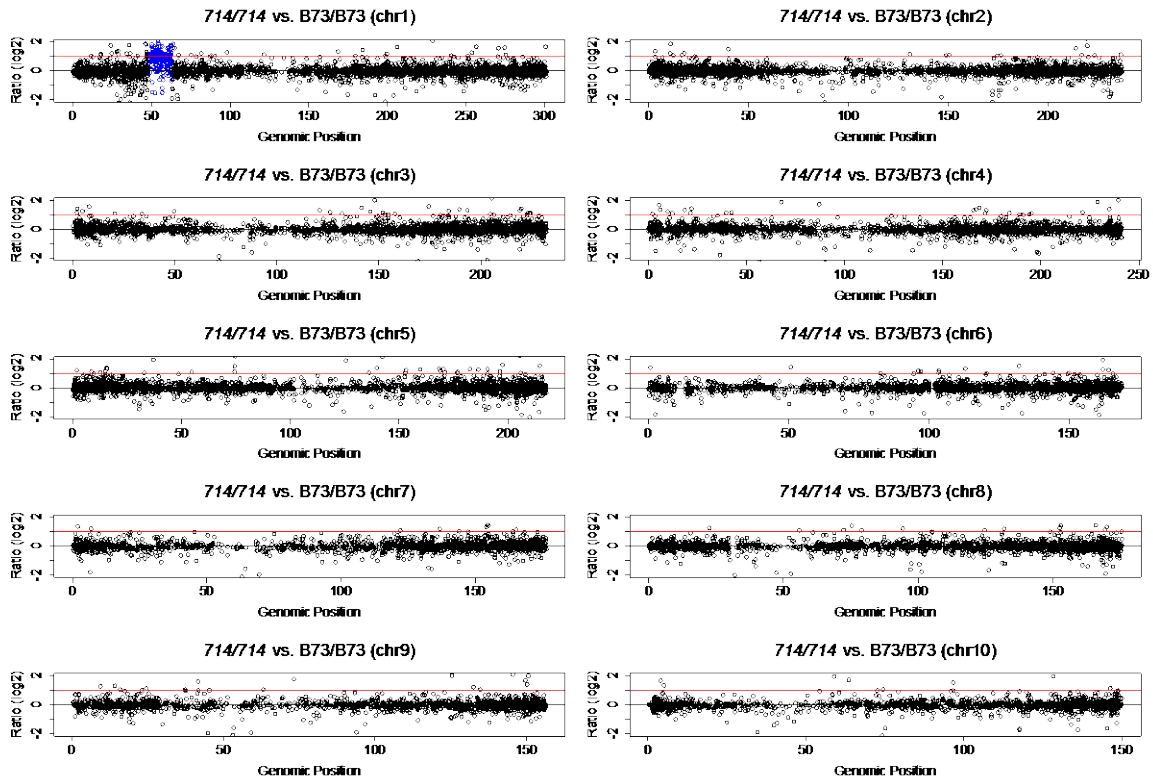 714/714 vs. B73/B73 (chr1)
Ratio (log2)
2
0
-2
0 50 100 150 200 250 300
Genomic Position
714/714 vs. B73/B73 (chr2)
Ratio (log2)
2
0
-2
0 50 100 150 200
Genomic Position
714/714 vs. B73/B73 (chr3)
Ratio (log2)
2
0
-2
0 50 100 150 200
Genomic Position
714/714 vs. B73/B73 (chr4)
Ratio (log2)
2
0
-2
0 50 100 150 200 250
Genomic Position
714/714 vs. B73/B73 (chr5)
Ratio (log2)
2
0
-2
0 50 100 150 200
Genomic Position
714/714 vs. B73/B73 (chr6)
Ratio (log2)
2
0
-2
0 50 100 150
Genomic Position
714/714 vs. B73/B73 (chr7)
Ratio (log2)
2
0
-2
0 50 100 150
Genomic Position
714/714 vs. B73/B73 (chr8)
Ratio (log2)
2
0
-2
0 50 100 150
Genomic Position
714/714 vs. B73/B73 (chr9)
Ratio (log2)
2
0
-2
0 50 100 150
Genomic Position
714/714 vs. B73/B73 (chr10)
Ratio (log2)
2
0
-2
0 50 100 150
Genomic Position